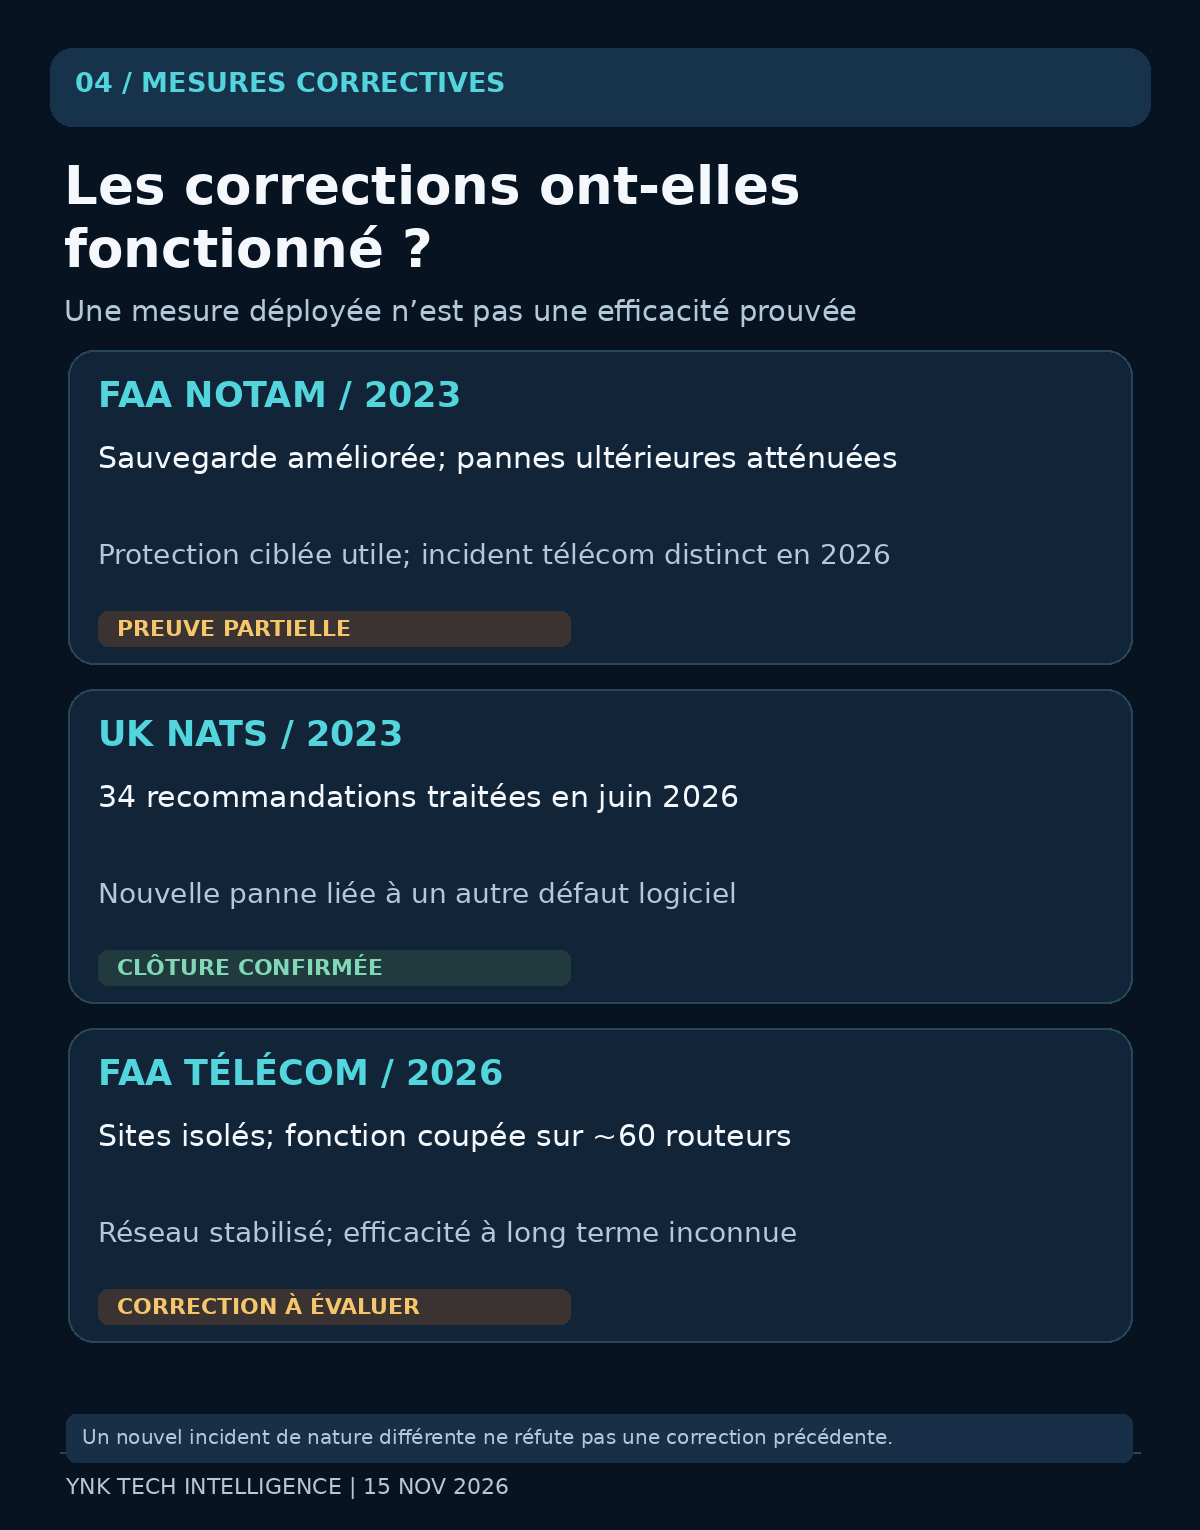 04 / MESURES CORRECTIVES
Les corrections ont-elles
fonctionné ?
Une mesure déployée n’est pas une efficacité prouvée
FAA NOTAM / 2023
Sauvegarde améliorée; pannes ultérieures atténuées
Protection ciblée utile; incident télécom distinct en 2026
PREUVE PARTIELLE
UK NATS / 2023
34 recommandations traitées en juin 2026
Nouvelle panne liée à un autre défaut logiciel
CLÔTURE CONFIRMÉE
FAA TÉLÉCOM / 2026
Sites isolés; fonction coupée sur ~60 routeurs
Réseau stabilisé; efficacité à long terme inconnue
CORRECTION À ÉVALUER
Un nouvel incident de nature différente ne réfute pas une correction précédente.
YNK TECH INTELLIGENCE | 15 NOV 2026